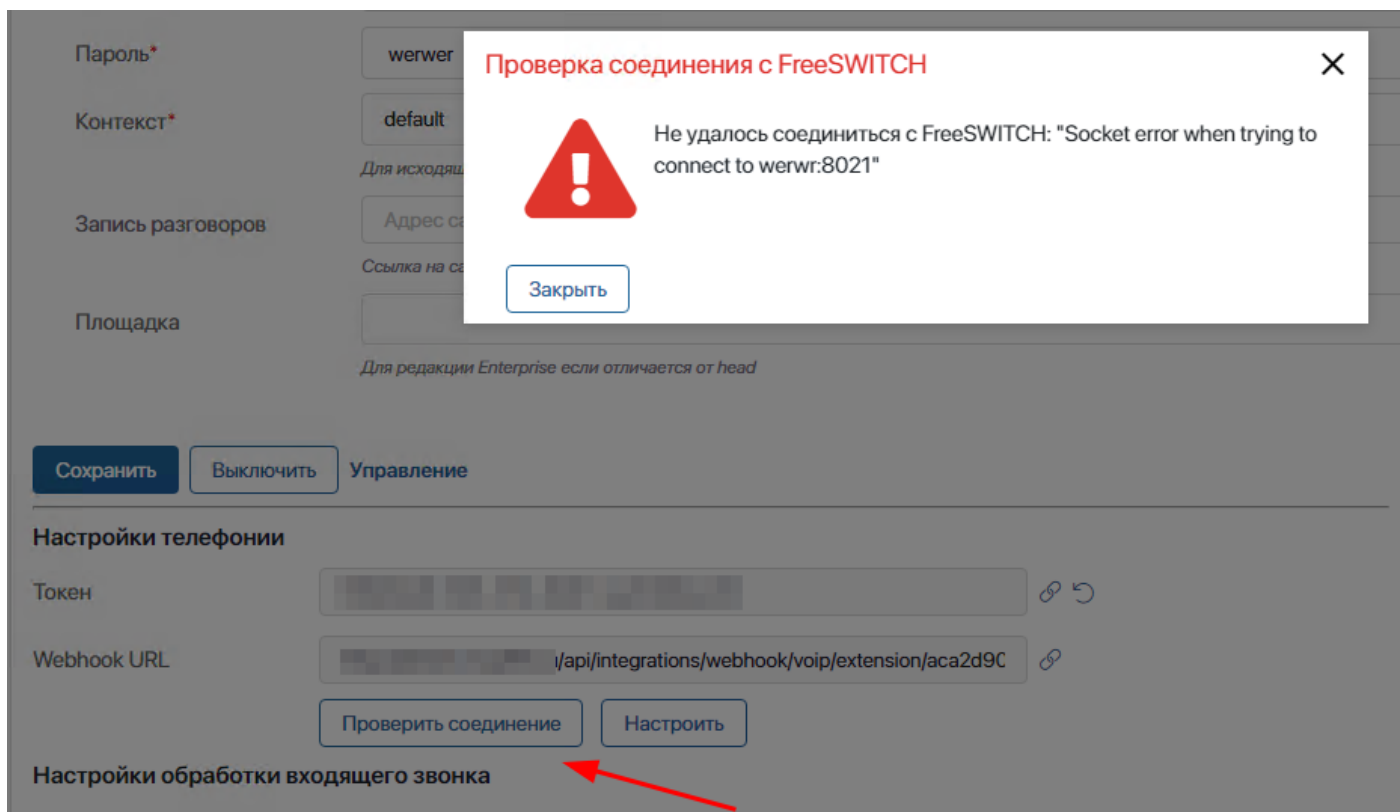 Пароль*
werwer
Контекст*
default
Для исходящ
Запись разговоров
Адрес са
Ссылка на са
Площадка
Для редакции Enterprise если отличается от head
Проверка соединения с FreeSWITCH
Не удалось соединиться с FreeSWITCH: "Socket error when trying to
connect to werwr:8021"
Закрыть
Сохранить
Выключить
Управление
Настройки телефонии
Токен
Webhook URL
/api/integrations/webhook/voip/extension/aca2d90
Проверить соединение
Настроить
Настройки обработки входящего звонка